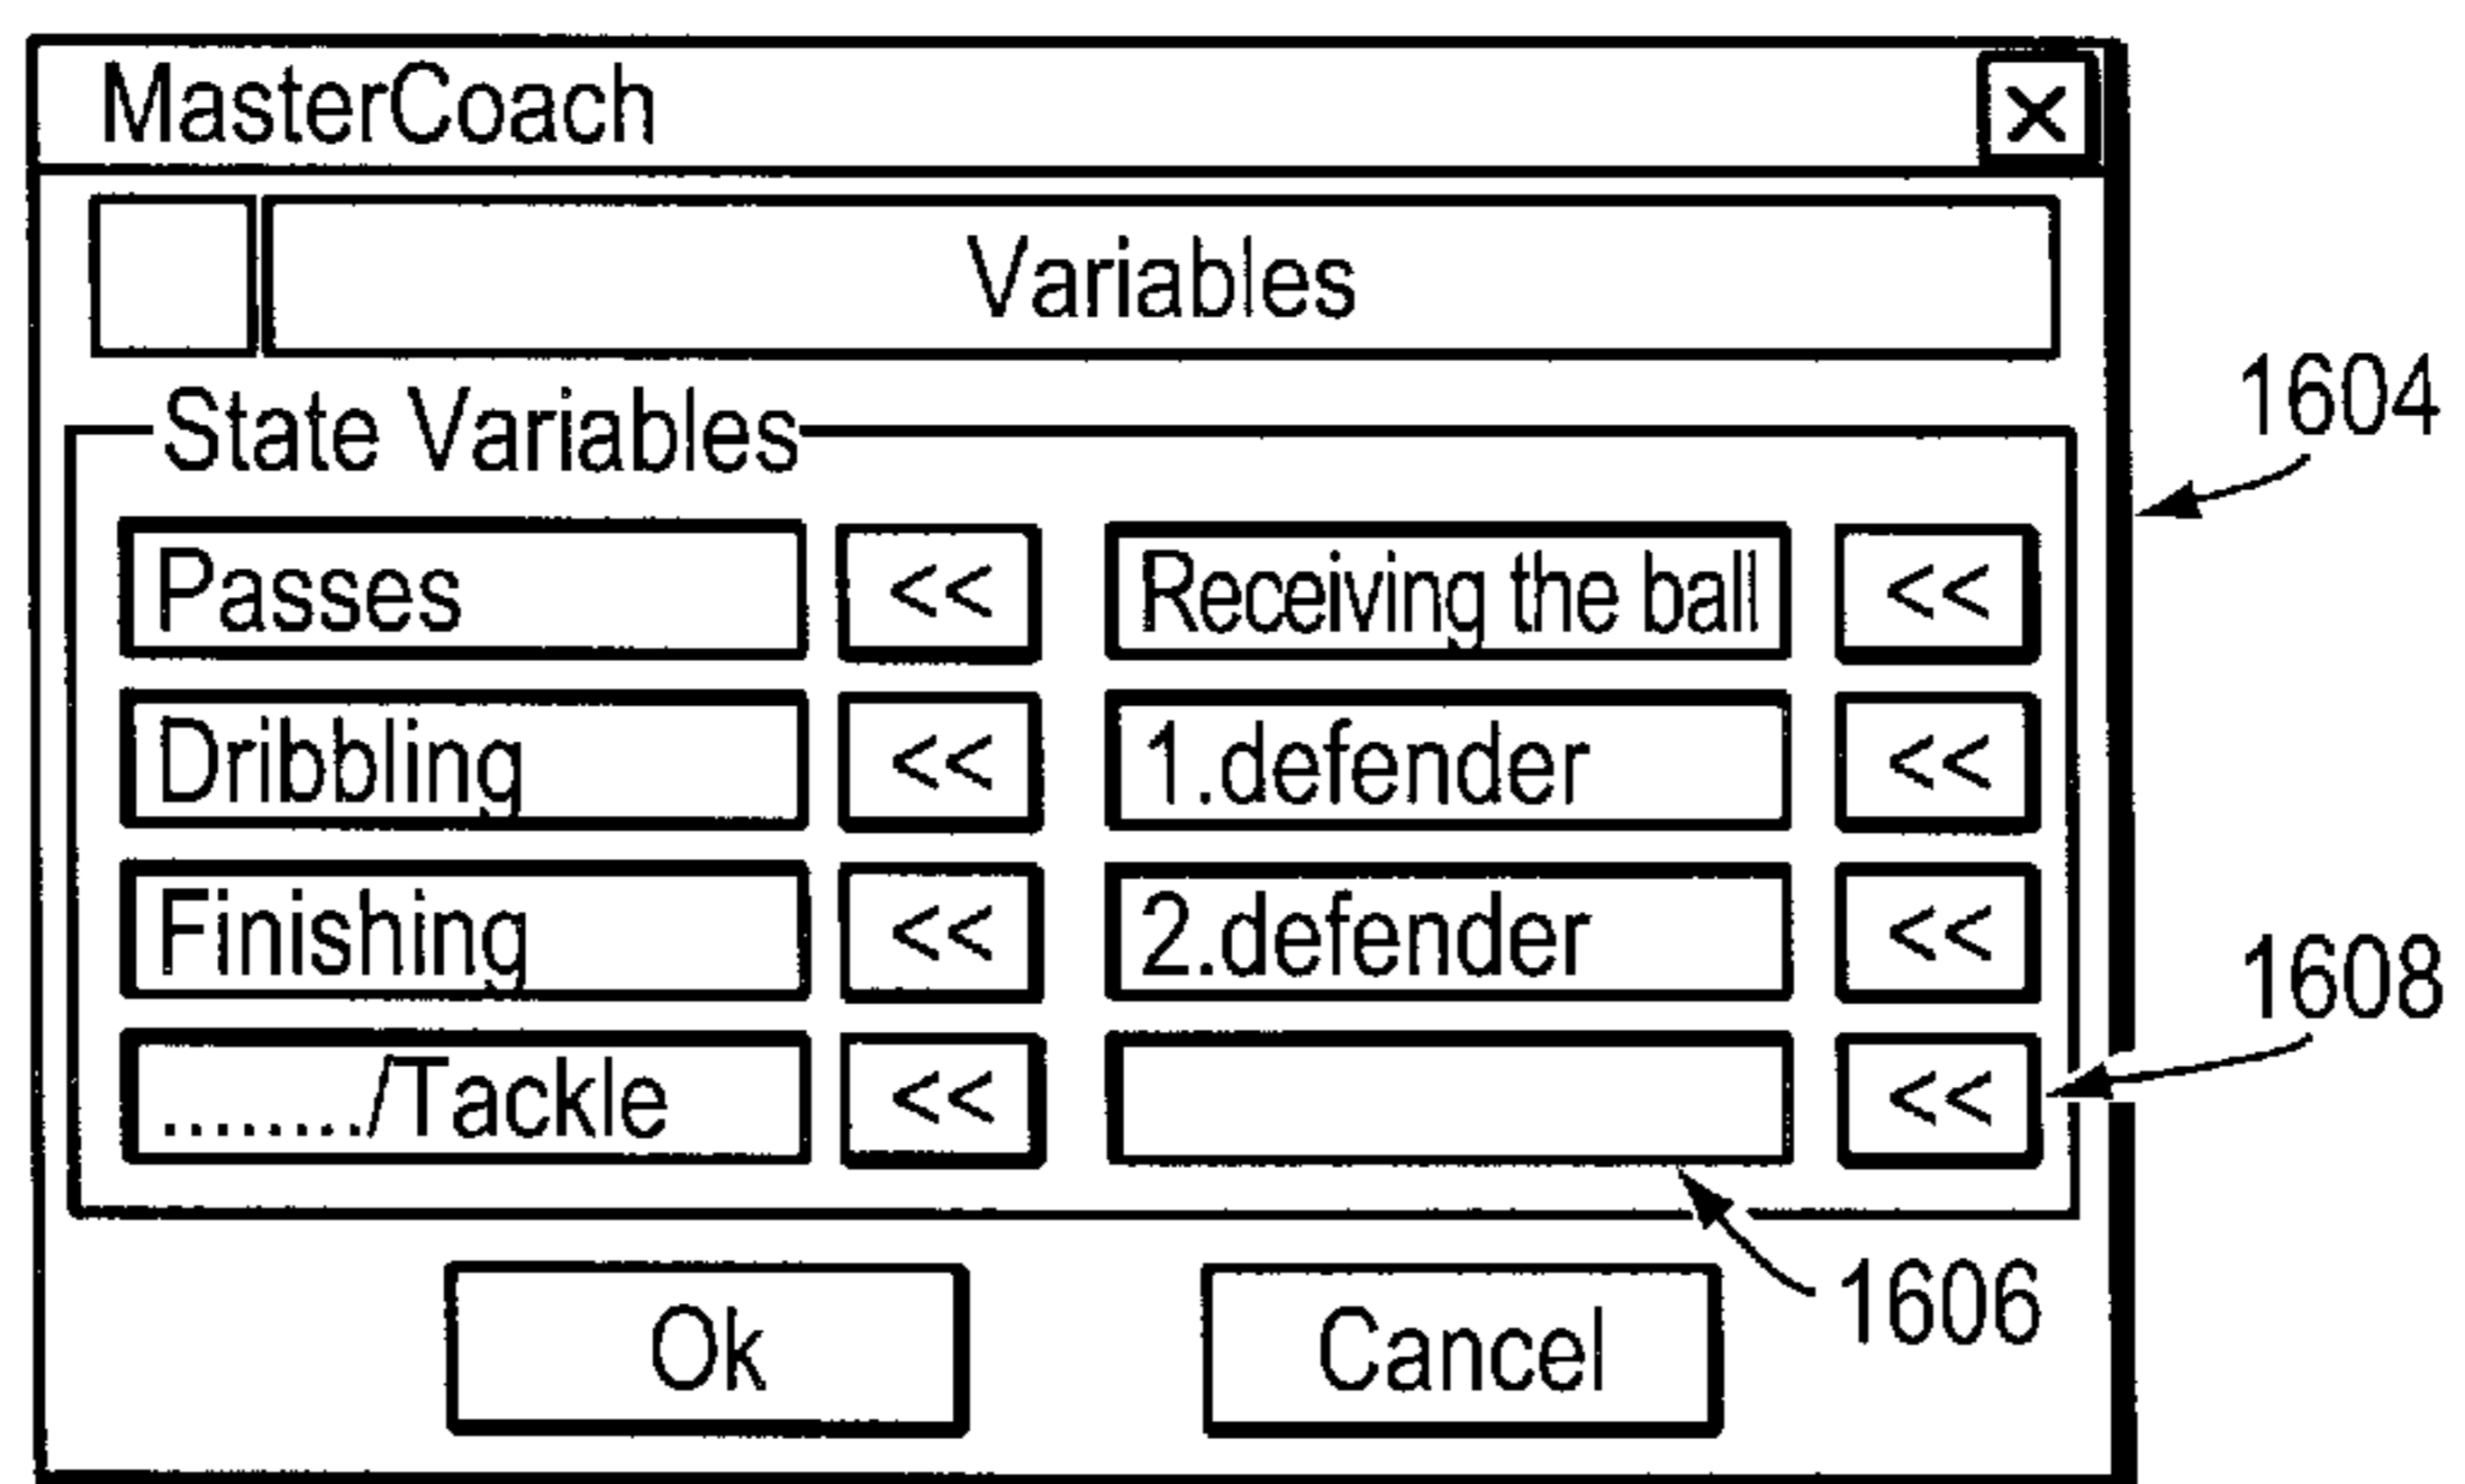 MasterCoach ×
Variables
State Variables
1604
Passes << Receiving the ball <<
Dribbling << 1.defender <<
Finishing << 2.defender <<
1608
......../Tackle << <<
1606
Ok Cancel